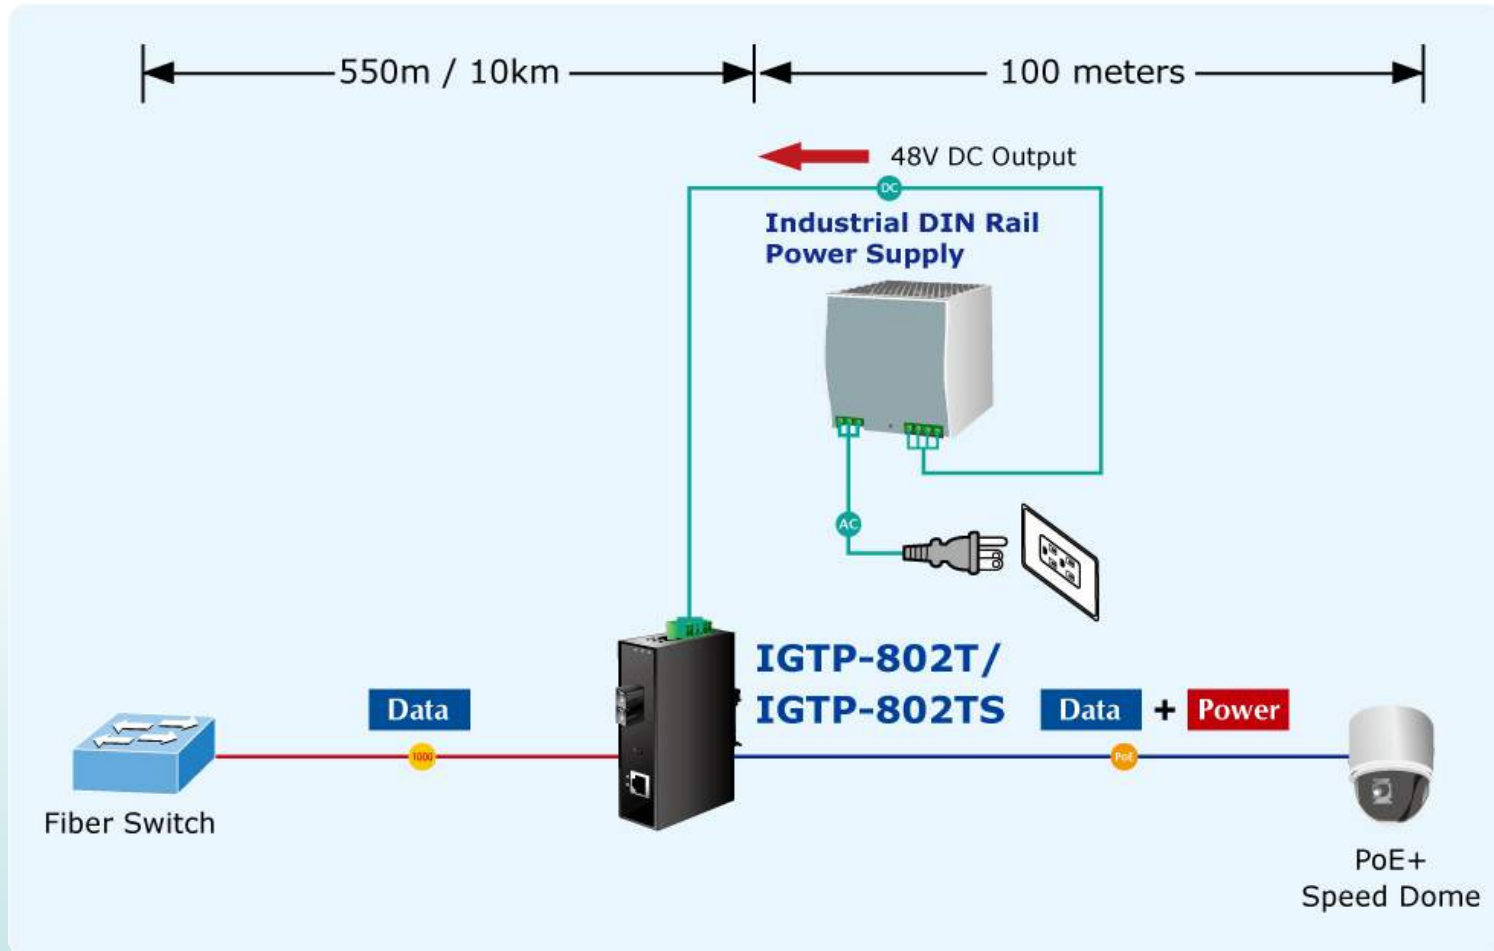 550m / 10km
100 meters
48V DC Output
DC
Industrial DIN Rail
Power Supply
AC
IGTP-802T/
IGTP-802TS
Data
Data + Power
1000
PoE
Fiber Switch
PoE+
Speed Dome